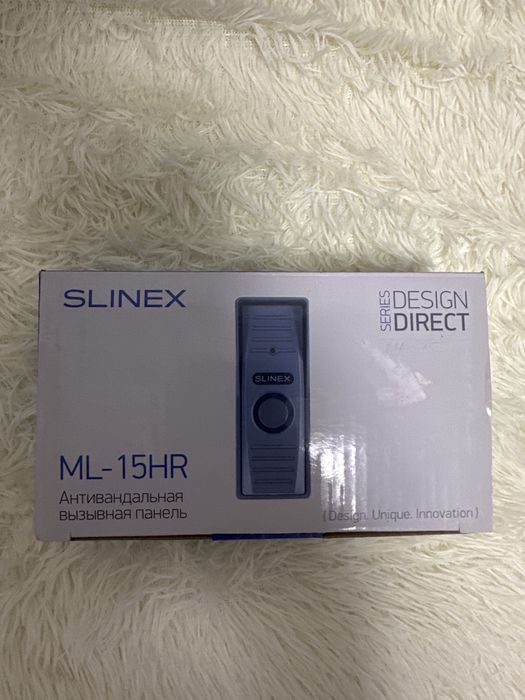 SLINEX
SERIES
DESIGN
DIRECT
SLINEX
ML-15HR
Антивандальная
вызывная панель
{Design. Unique. Innovation}